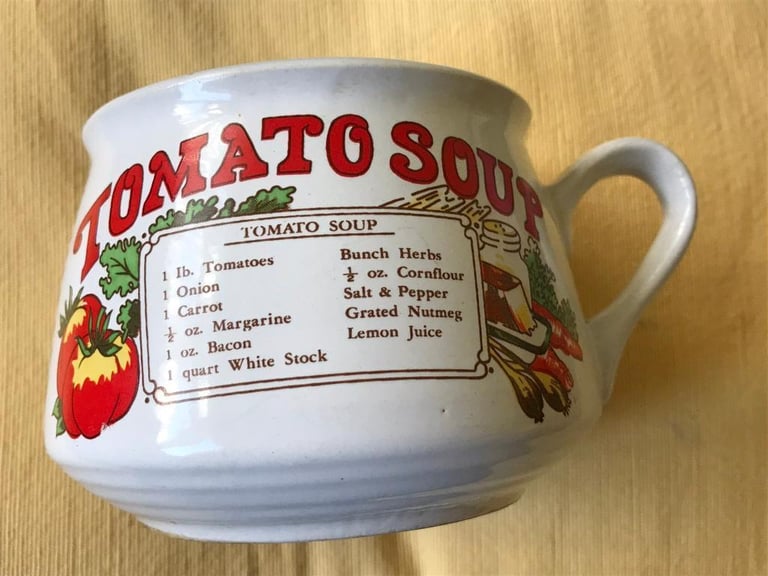 TOMATO SOUP
TOMATO SOUP
1 lb. Tomatoes
1 Onion
1 Carrot
½ oz. Margarine
1 oz. Bacon
1 quart White Stock
Bunch Herbs
½ oz. Cornflour
Salt & Pepper
Grated Nutmeg
Lemon Juice